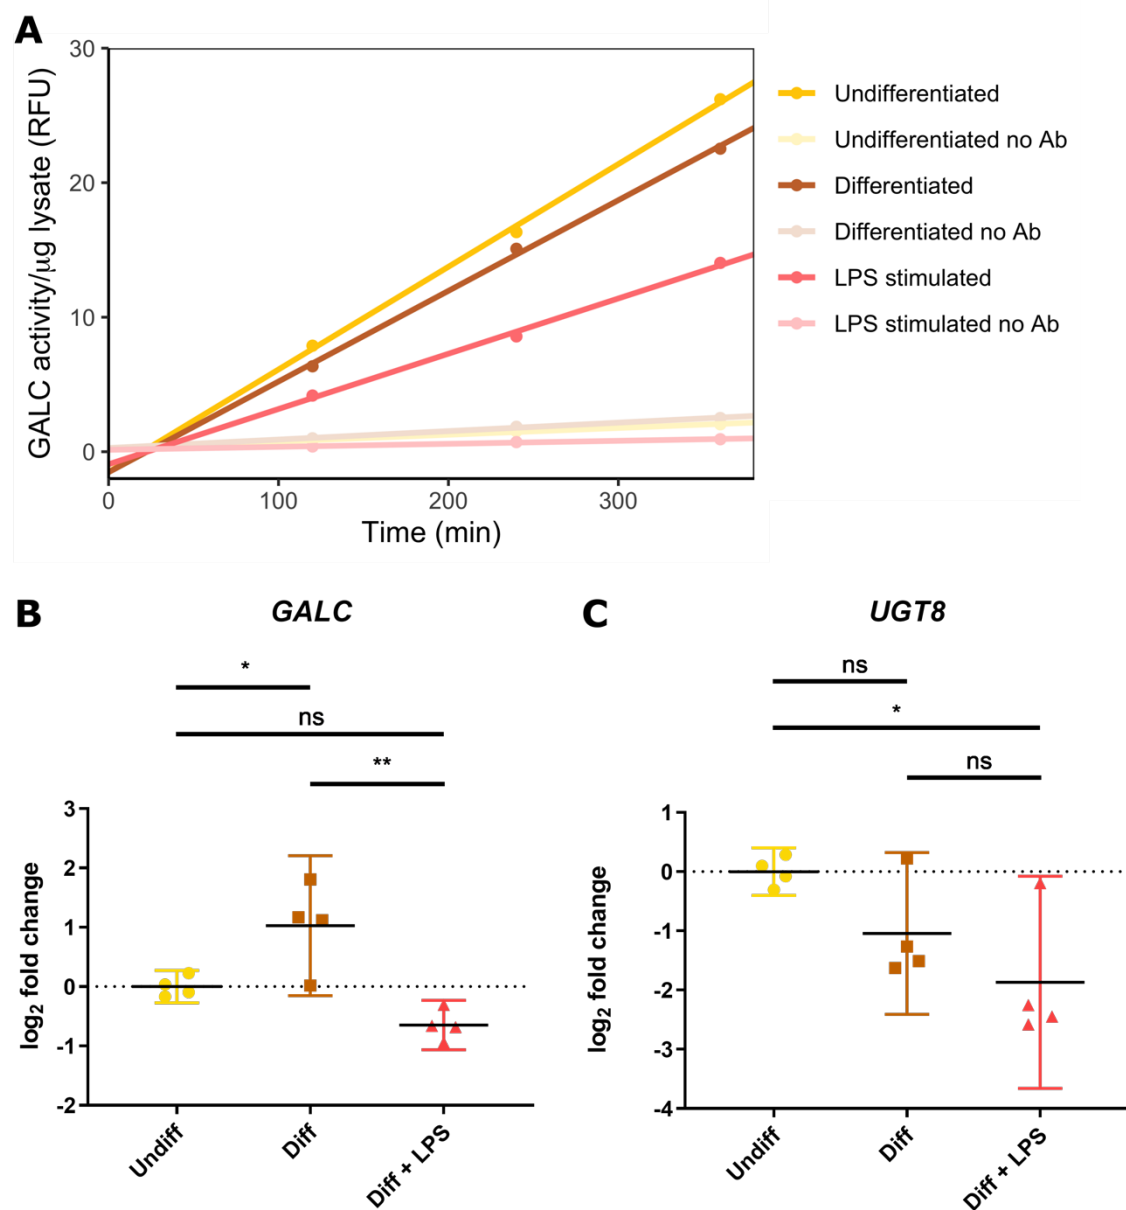 A
GALC activity/µg lysate (RFU)
30
20
10
0
0 100 200 300
Time (min)
Undifferentiated
Undifferentiated no Ab
Differentiated
Differentiated no Ab
LPS stimulated
LPS stimulated no Ab
B
GALC
*
ns
**
log2 fold change
3
2
1
0
-1
-2
Undiff
Diff
Diff + LPS
C
UGT8
ns
*
ns
log2 fold change
1
0
-1
-2
-3
-4
Undiff
Diff
Diff + LPS